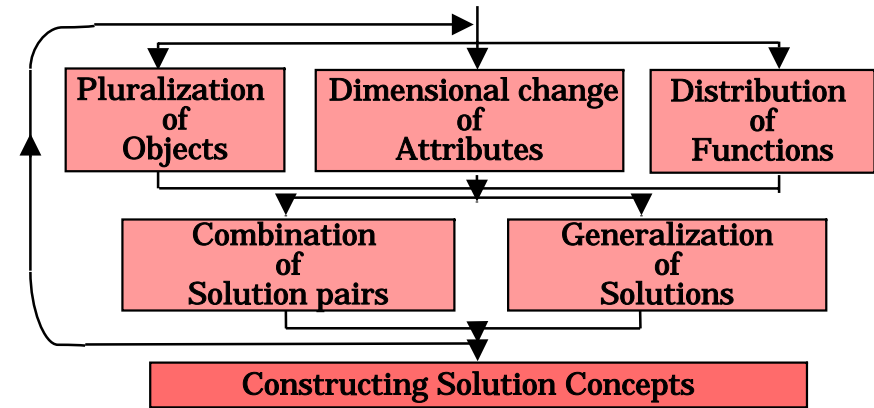 Pluralization
of
Objects
Dimensional change
of
Attributes
Distribution
of
Functions
Combination
of
Solution pairs
Generalization
of
Solutions
Constructing Solution Concepts